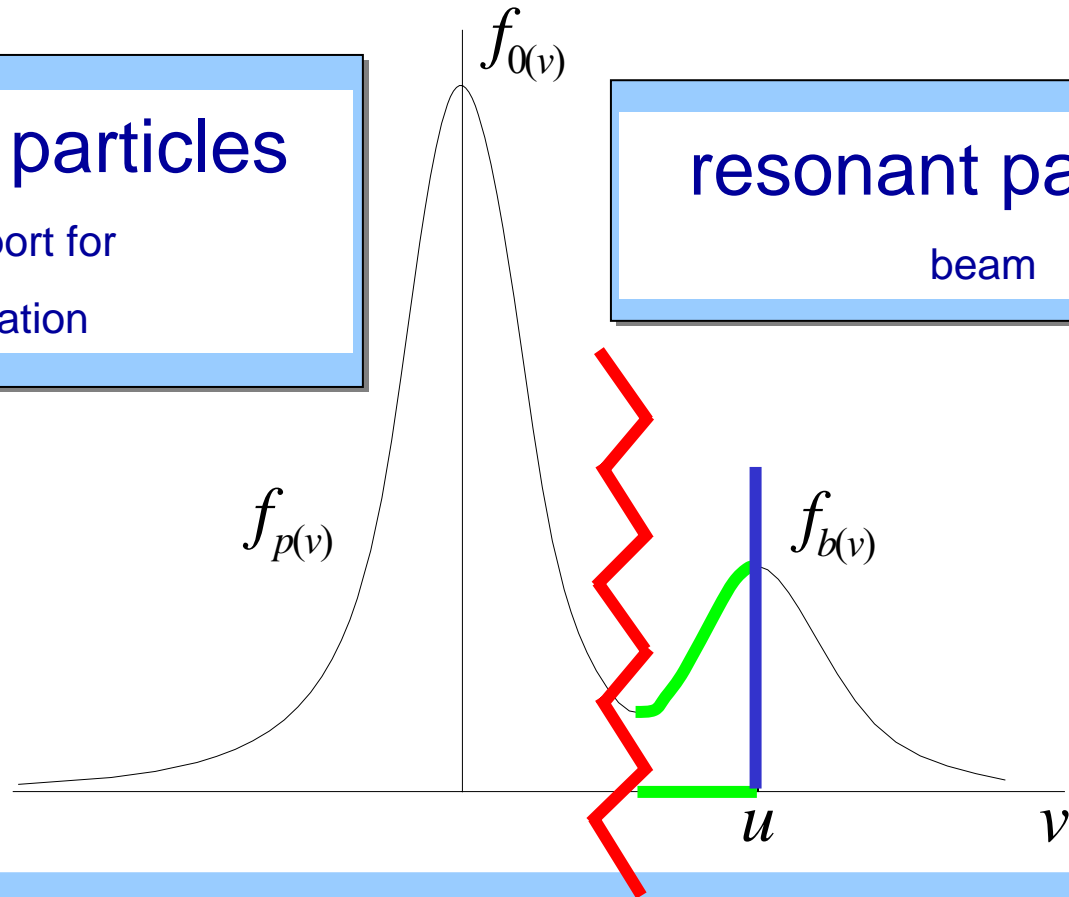 f0(v)
particles
ort for
ation
resonant pa
beam
fp(v)
fb(v)
u
v